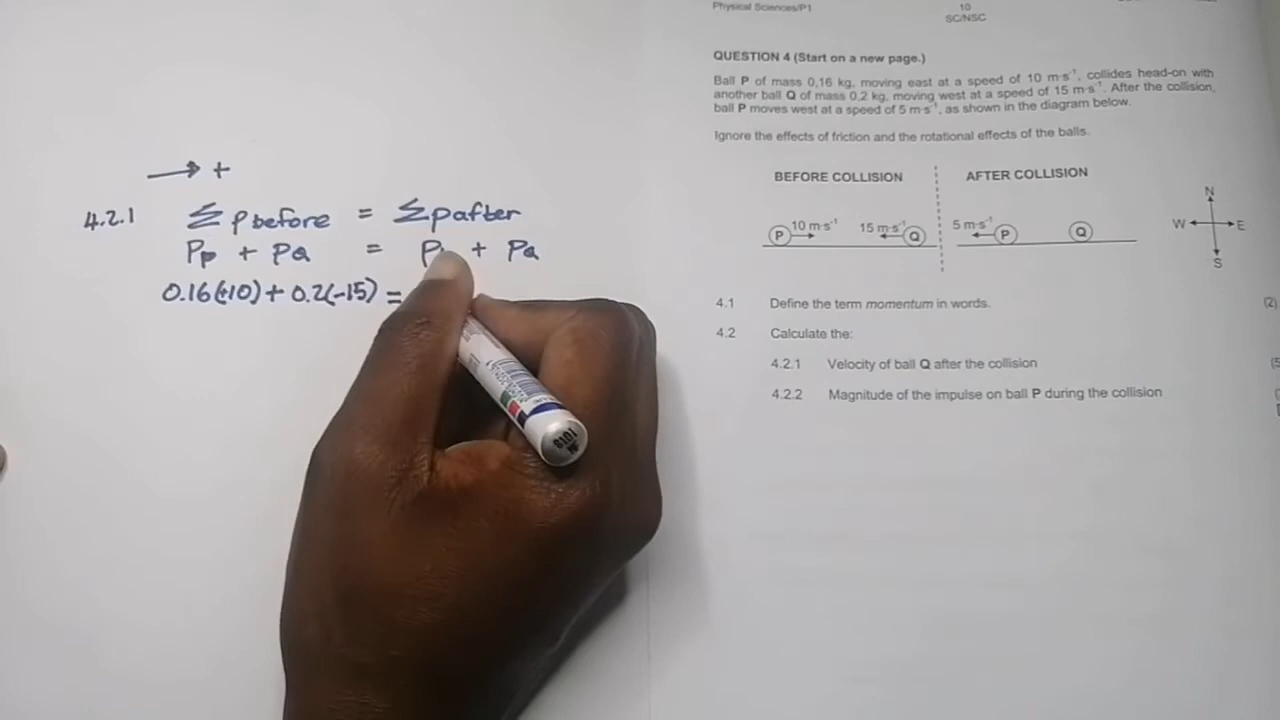 → +
4.2.1 Σpbefore = Σpafter
Pp + PQ = P + PQ
0.16(+10) + 0.2(-15) =
1018
Physical Sciences/P1
10
SC/NSC
QUESTION 4 (Start on a new page.)
Ball P of mass 0,16 kg, moving east at a speed of 10 m·s⁻¹, collides head-on with
another ball Q of mass 0,2 kg, moving west at a speed of 15 m·s⁻¹. After the collision,
ball P moves west at a speed of 5 m·s⁻¹, as shown in the diagram below.
Ignore the effects of friction and the rotational effects of the balls.
BEFORE COLLISION AFTER COLLISION
P 10 m·s⁻¹ 15 m·s⁻¹ Q 5 m·s⁻¹ P Q
N
W E
S
4.1 Define the term momentum in words. (2)
4.2 Calculate the:
4.2.1 Velocity of ball Q after the collision (5
4.2.2 Magnitude of the impulse on ball P during the collision